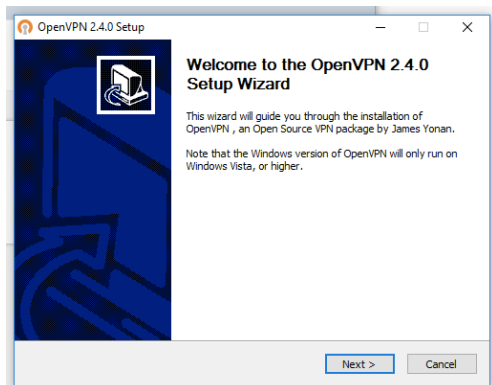 OpenVPN 2.4.0 Setup
Welcome to the OpenVPN 2.4.0
Setup Wizard
This wizard will guide you through the installation of
OpenVPN , an Open Source VPN package by James Yonan.
Note that the Windows version of OpenVPN will only run on
Windows Vista, or higher.
Next >
Cancel